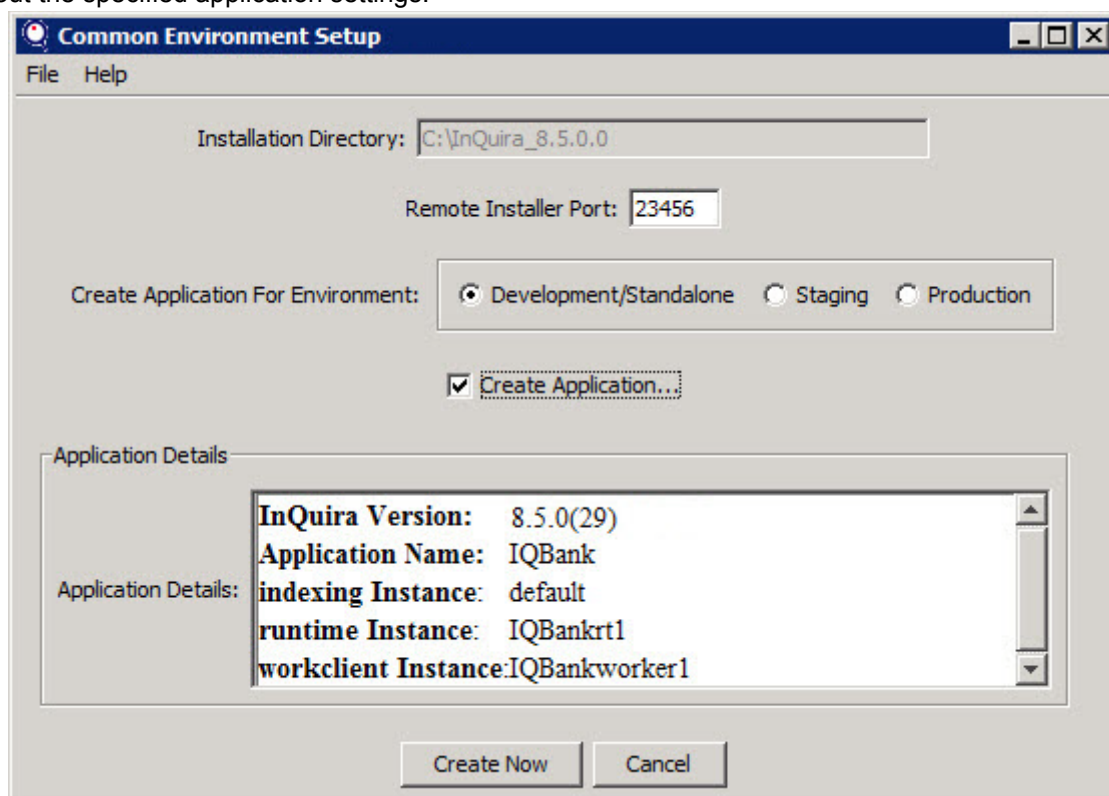 out the specified application settings.
Common Environment Setup
File Help
Installation Directory: C:\InQuira_8.5.0.0
Remote Installer Port: 23456
Create Application For Environment: Development/Standalone Staging Production
Create Application...
Application Details
Application Details:
InQuira Version: 8.5.0(29)
Application Name: IQBank
indexing Instance: default
runtime Instance: IQBankrt1
workclient Instance:IQBankworker1
Create Now Cancel